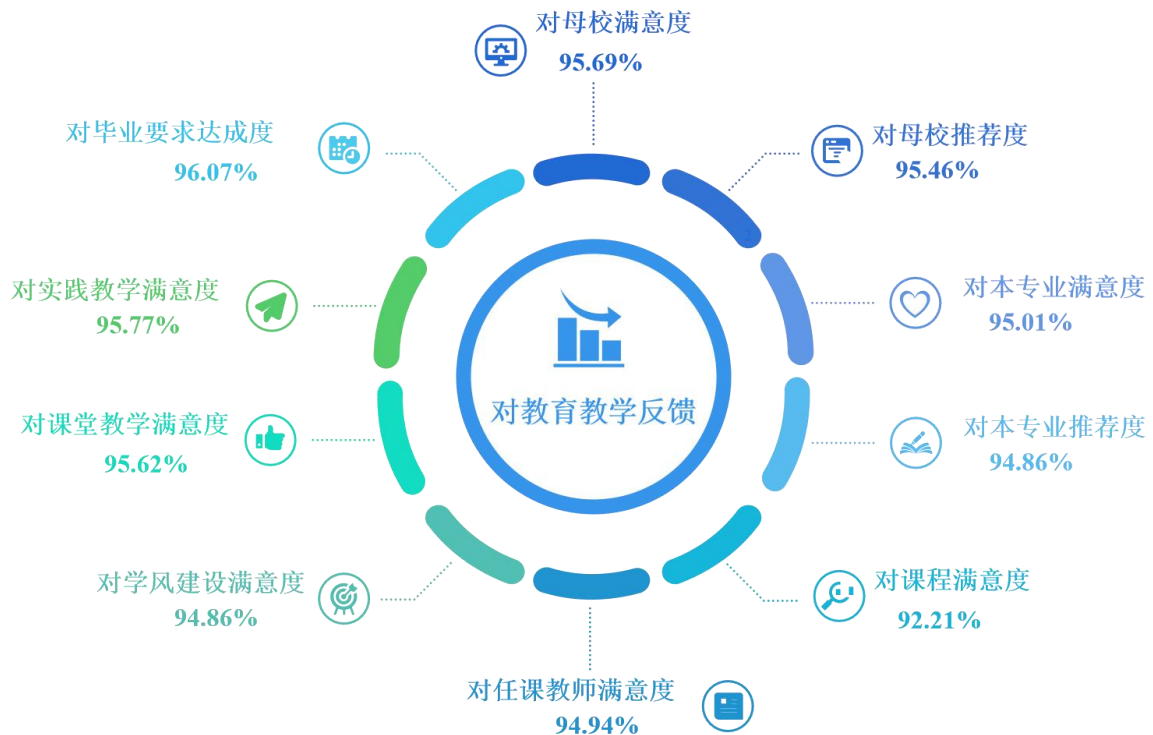 对母校满意度
95.69%
对母校推荐度
95.46%
对本专业满意度
95.01%
对本专业推荐度
94.86%
对课程满意度
92.21%
对任课教师满意度
94.94%
对学风建设满意度
94.86%
对课堂教学满意度
95.62%
对实践教学满意度
95.77%
对毕业要求达成度
96.07%
对教育教学反馈